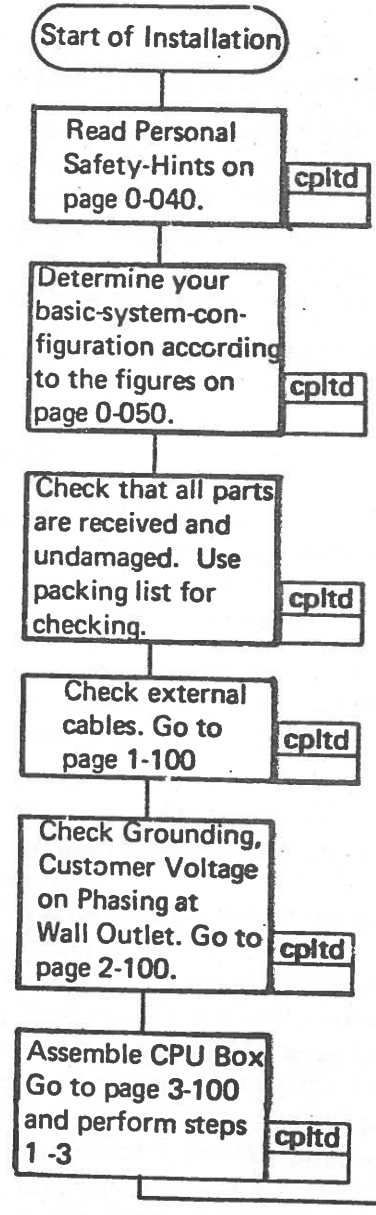 Start of Installation
Read Personal
Safety-Hints on
page 0-040.
cpltd
Determine your
basic-system-con-
figuration according
to the figures on
page 0-050.
cpltd
Check that all parts
are received and
undamaged. Use
packing list for
checking.
cpltd
Check external
cables. Go to
page 1-100
cpltd
Check Grounding,
Customer Voltage
on Phasing at
Wall Outlet. Go to
page 2-100.
cpltd
Assemble CPU Box
Go to page 3-100
and perform steps
1 -3
cpltd